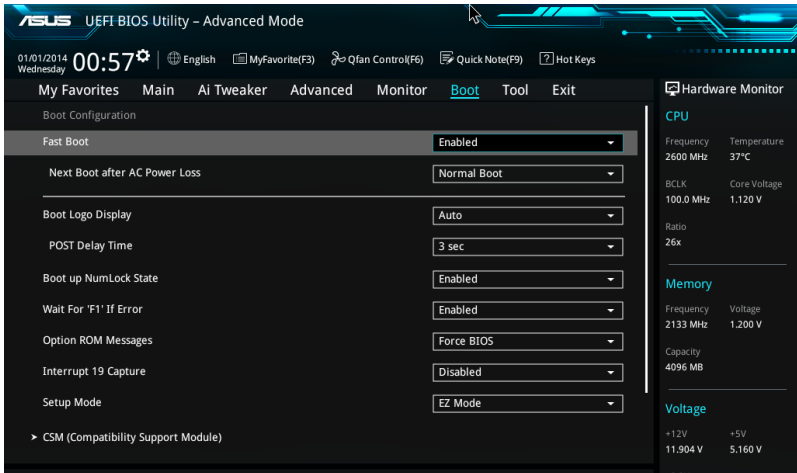 ASUS UEFI BIOS Utility – Advanced Mode
01/01/2014
Wednesday
00:57
English
MyFavorite(F3)
Qfan Control(F6)
Quick Note(F9)
? Hot Keys
My Favorites Main Ai Tweaker Advanced Monitor Boot Tool Exit
Boot Configuration
Fast Boot Enabled
Next Boot after AC Power Loss Normal Boot
Boot Logo Display Auto
POST Delay Time 3 sec
Boot up NumLock State Enabled
Wait For 'F1' If Error Enabled
Option ROM Messages Force BIOS
Interrupt 19 Capture Disabled
Setup Mode EZ Mode
CSM (Compatibility Support Module)
Hardware Monitor
CPU
Frequency Temperature
2600 MHz 37°C
BCLK Core Voltage
100.0 MHz 1.120 V
Ratio
26x
Memory
Frequency Voltage
2133 MHz 1.200 V
Capacity
4096 MB
Voltage
+12V +5V
11.904 V 5.160 V